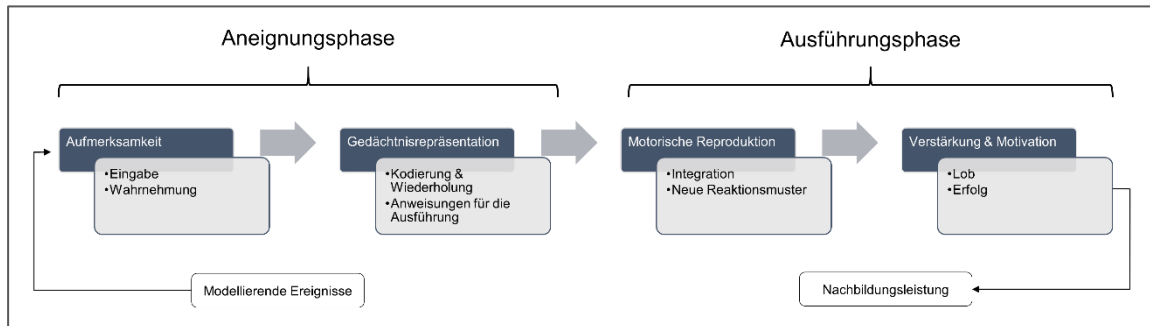 Aneignungsphase
Ausführungsphase
Aufmerksamkeit
•Eingabe
•Wahrnehmung
Gedächtnisrepräsentation
•Kodierung &
Wiederholung
•Anweisungen für die
Ausführung
Motorische Reproduktion
•Integration
•Neue Reaktionsmuster
Verstärkung & Motivation
•Lob
•Erfolg
Modellierende Ereignisse
Nachbildungsleistung